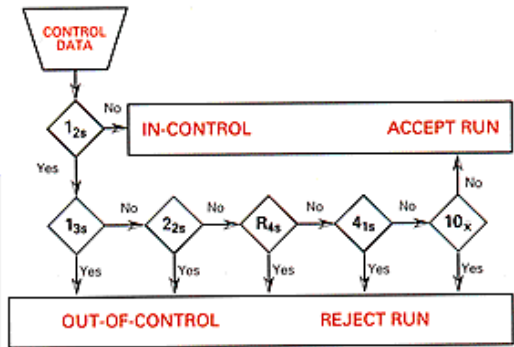 CONTROL
DATA
1₂s No
IN-CONTROL ACCEPT RUN
Yes No
1₃s No 2₂s No R₄s No 4₁s No 10x̄
Yes Yes Yes Yes Yes
OUT-OF-CONTROL REJECT RUN